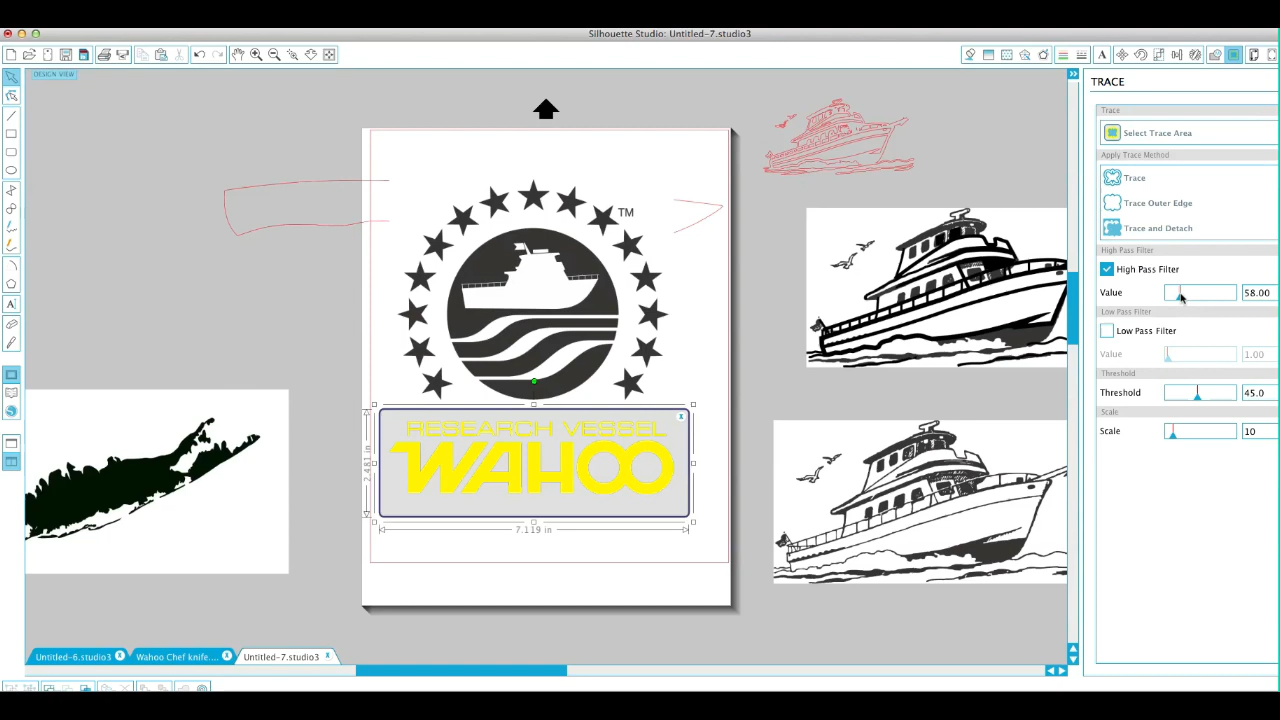 Silhouette Studio: Untitled-7.studio3
DESIGN VIEW
TRACE
Trace
Select Trace Area
Apply Trace Method
Trace
Trace Outer Edge
Trace and Detach
High Pass Filter
High Pass Filter
Value 58.00
Low Pass Filter
Low Pass Filter
Value 1.00
Threshold
Threshold 45.0
Scale
Scale 10
TM
RESEARCH VESSEL
WAHOO
2.481 in
7.119 in
Untitled-6.studio3 Wahoo Chef knife.... Untitled-7.studio3